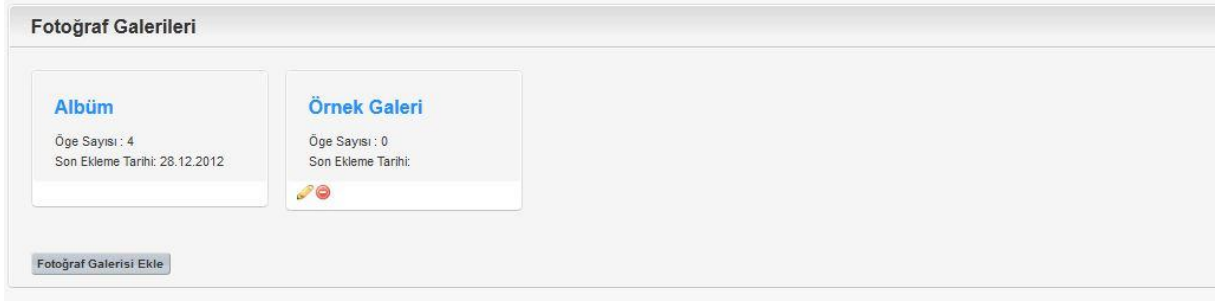 Fotoğraf Galerileri
Albüm
Öge Sayısı : 4
Son Ekleme Tarihi: 28.12.2012
Örnek Galeri
Öge Sayısı : 0
Son Ekleme Tarihi:
Fotoğraf Galerisi Ekle